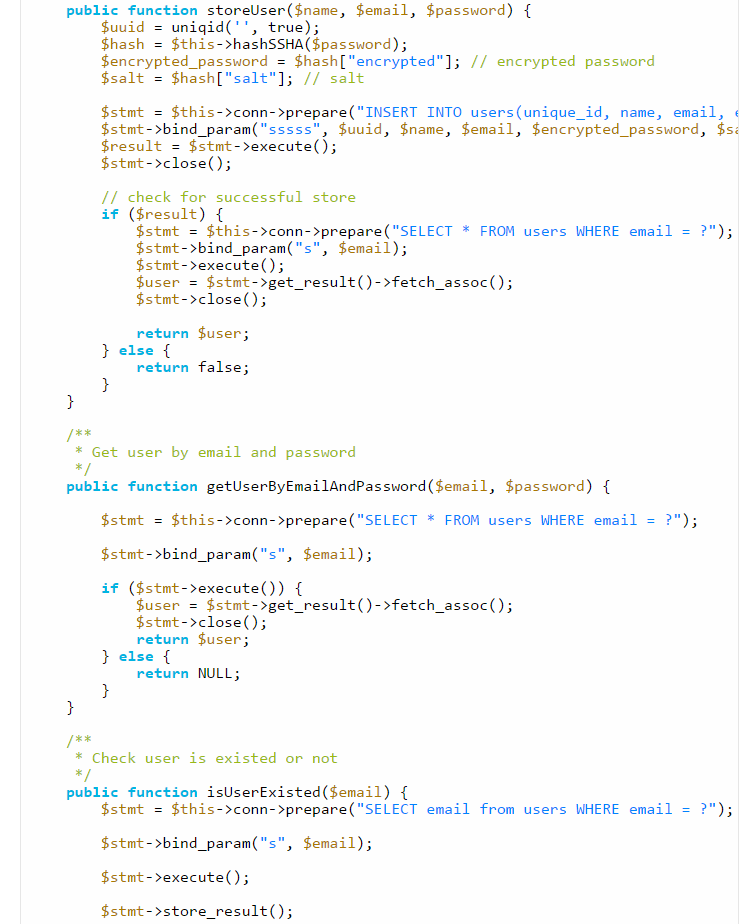 public function storeUser($name, $email, $password) {
$uuid = uniqid('', true);
$hash = $this->hashSSHA($password);
$encrypted_password = $hash["encrypted"]; // encrypted password
$salt = $hash["salt"]; // salt
$stmt = $this->conn->prepare("INSERT INTO users(unique_id, name, email,
$stmt->bind_param("sssss", $uuid, $name, $email, $encrypted_password,
$result = $stmt->execute();
$stmt->close();
// check for successful store
if ($result) {
$stmt = $this->conn->prepare("SELECT * FROM users WHERE email = ?");
$stmt->bind_param("s", $email);
$stmt->execute();
$user = $stmt->get_result()->fetch_assoc();
$stmt->close();
return $user;
} else {
return false;
}
}
/**
* Get user by email and password
*/
public function getUserByEmailAndPassword($email, $password) {
$stmt = $this->conn->prepare("SELECT * FROM users WHERE email = ?");
$stmt->bind_param("s", $email);
if ($stmt->execute()) {
$user = $stmt->get_result()->fetch_assoc();
$stmt->close();
return $user;
} else {
return NULL;
}
}
/**
* Check user is existed or not
*/
public function isUserExisted($email) {
$stmt = $this->conn->prepare("SELECT email from users WHERE email = ?");
$stmt->bind_param("s", $email);
$stmt->execute();
$stmt->store_result();